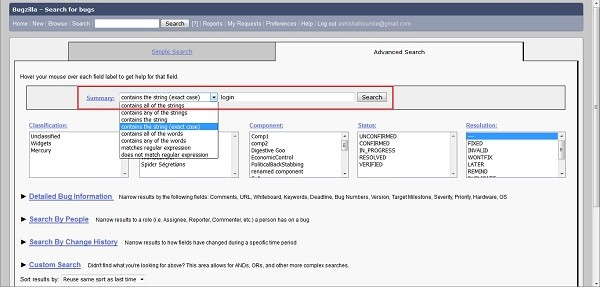 Bugzilla – Search for bugs
Home | New | Browse | Search | Search [?] | Reports | My Requests | Preferences | Help | Log out
Simple Search Advanced Search
Hover your mouse over each field label to get help for that field.
Summary: contains the string (exact case) login Search
contains all of the strings
contains any of the strings
contains the string
contains the string (exact case)
contains all of the words
contains any of the words
matches regular expression
does not match regular expression
Classification: Component: Status: Resolution:
Unclassified Comp1 UNCONFIRMED ---
Widgets comp2 CONFIRMED FIXED
Mercury Digestive Goo IN_PROGRESS INVALID
EconomicControl RESOLVED WONTFIX
PoliticalBackStabbing VERIFIED LATER
Spider Sécretions renamed component REMIND
▶ Detailed Bug Information Narrow results by the following fields: Comments, URL, Whiteboard, Keywords, Deadline, Bug Numbers, Version, Target Milestone, Severity, Priority, Hardware, OS
▶ Search By People Narrow results to a role (i.e. Assignee, Reporter, Commenter, etc.) a person has on a bug
▶ Search By Change History Narrow results to how fields have changed during a specific time period
▶ Custom Search Didn't find what you're looking for above? This area allows for ANDs, ORs, and other more complex searches.
Sort results by: Reuse same sort as last time